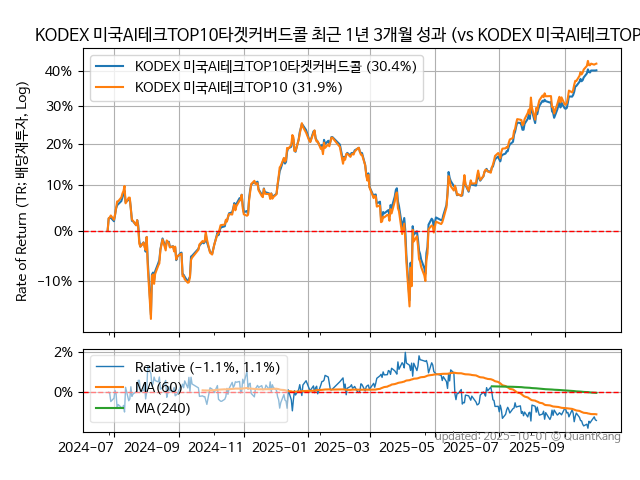 KODEX 미국AI테크TOP10타겟커버드콜 최근 1년 3개월 성과 (vs KODEX 미국AI테크TOP
Rate of Return (TR: 배당재투자, Log)
40%
30%
20%
10%
0%
−10%
KODEX 미국AI테크TOP10타겟커버드콜 (30.4%)
KODEX 미국AI테크TOP10 (31.9%)
2%
0%
Relative (−1.1%, 1.1%)
MA(60)
MA(240)
2024-07 2024-09 2024-11 2025-01 2025-03 2025-05 2025-07 2025-09
updated: 2025-10-01 © QuantKang